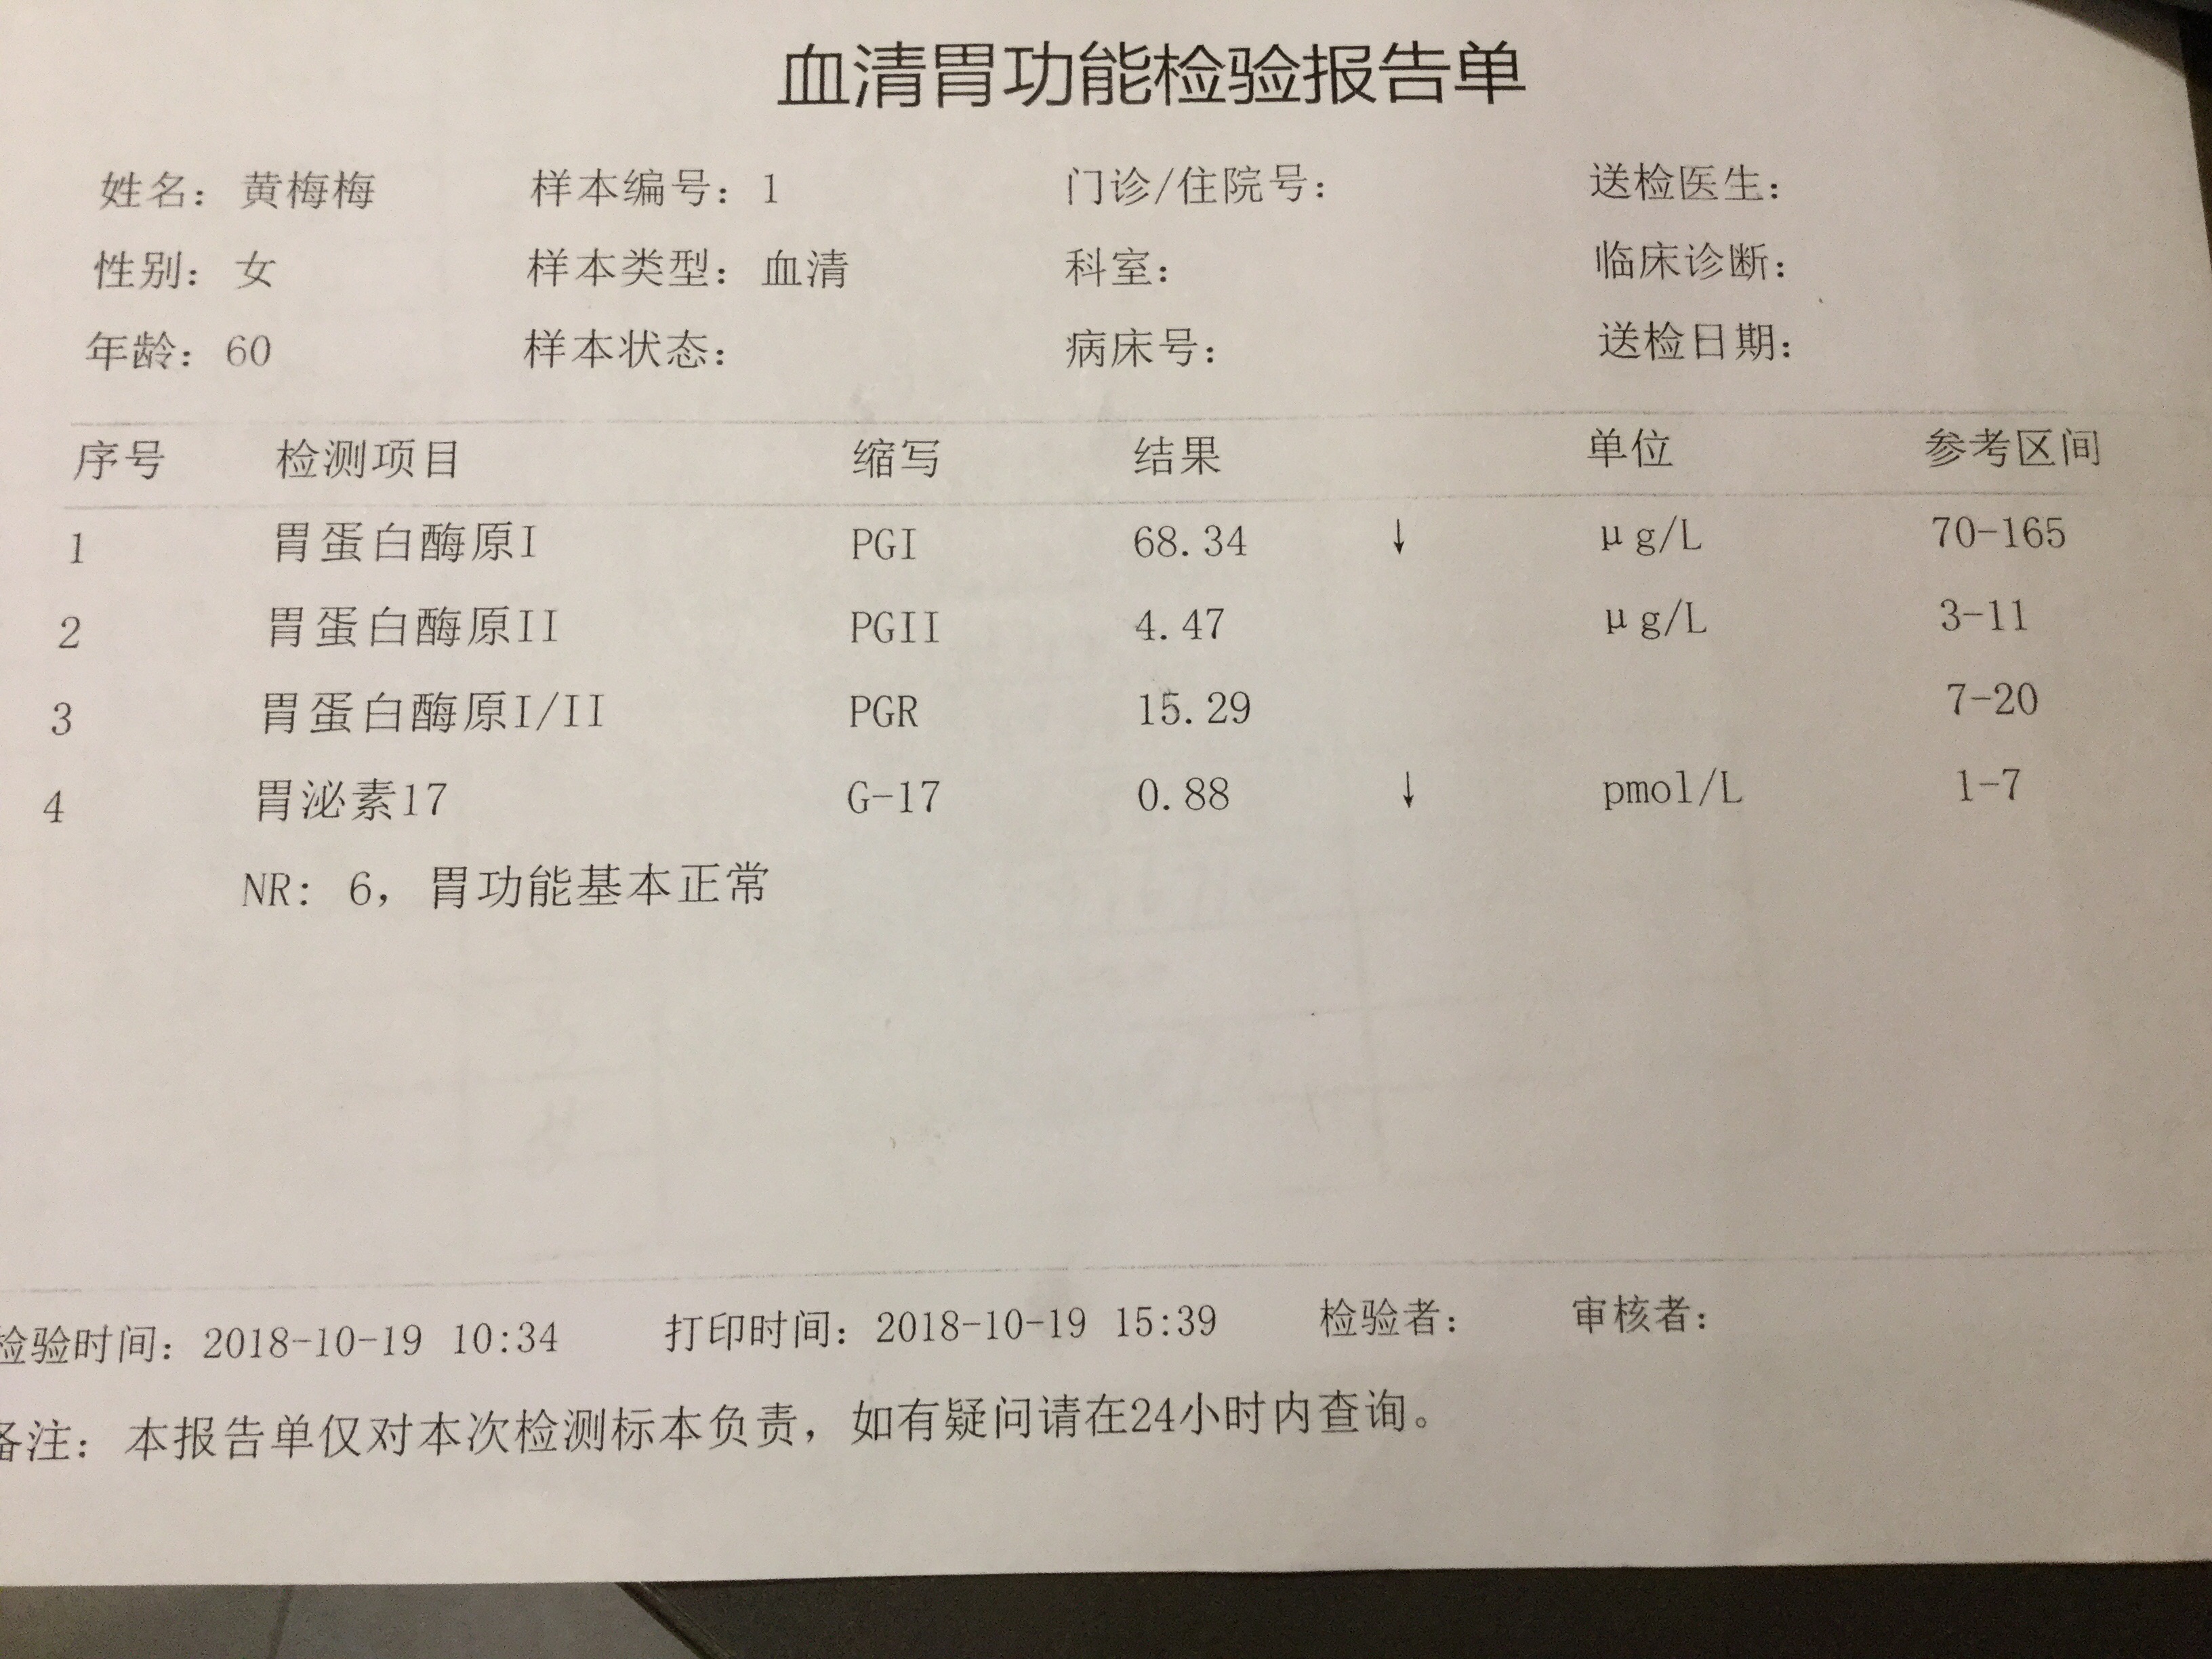 血清胃功能检验报告单
姓名: 黄梅梅 样本编号: 1 门诊/住院号: 送检医生:
性别: 女 样本类型: 血清 科室: 临床诊断:
年龄: 60 样本状态: 病床号: 送检日期:
序号 检测项目 缩写 结果 单位 参考区间
1 胃蛋白酶原I PGI 68.34 ↓ μg/L 70-165
2 胃蛋白酶原II PGII 4.47 μg/L 3-11
3 胃蛋白酶原I/II PGR 15.29 7-20
4 胃泌素17 G-17 0.88 ↓ pmol/L 1-7
NR: 6, 胃功能基本正常
检验时间: 2018-10-19 10:34 打印时间: 2018-10-19 15:39 检验者: 审核者:
备注: 本报告单仅对本次检测标本负责, 如有疑问请在24小时内查询。